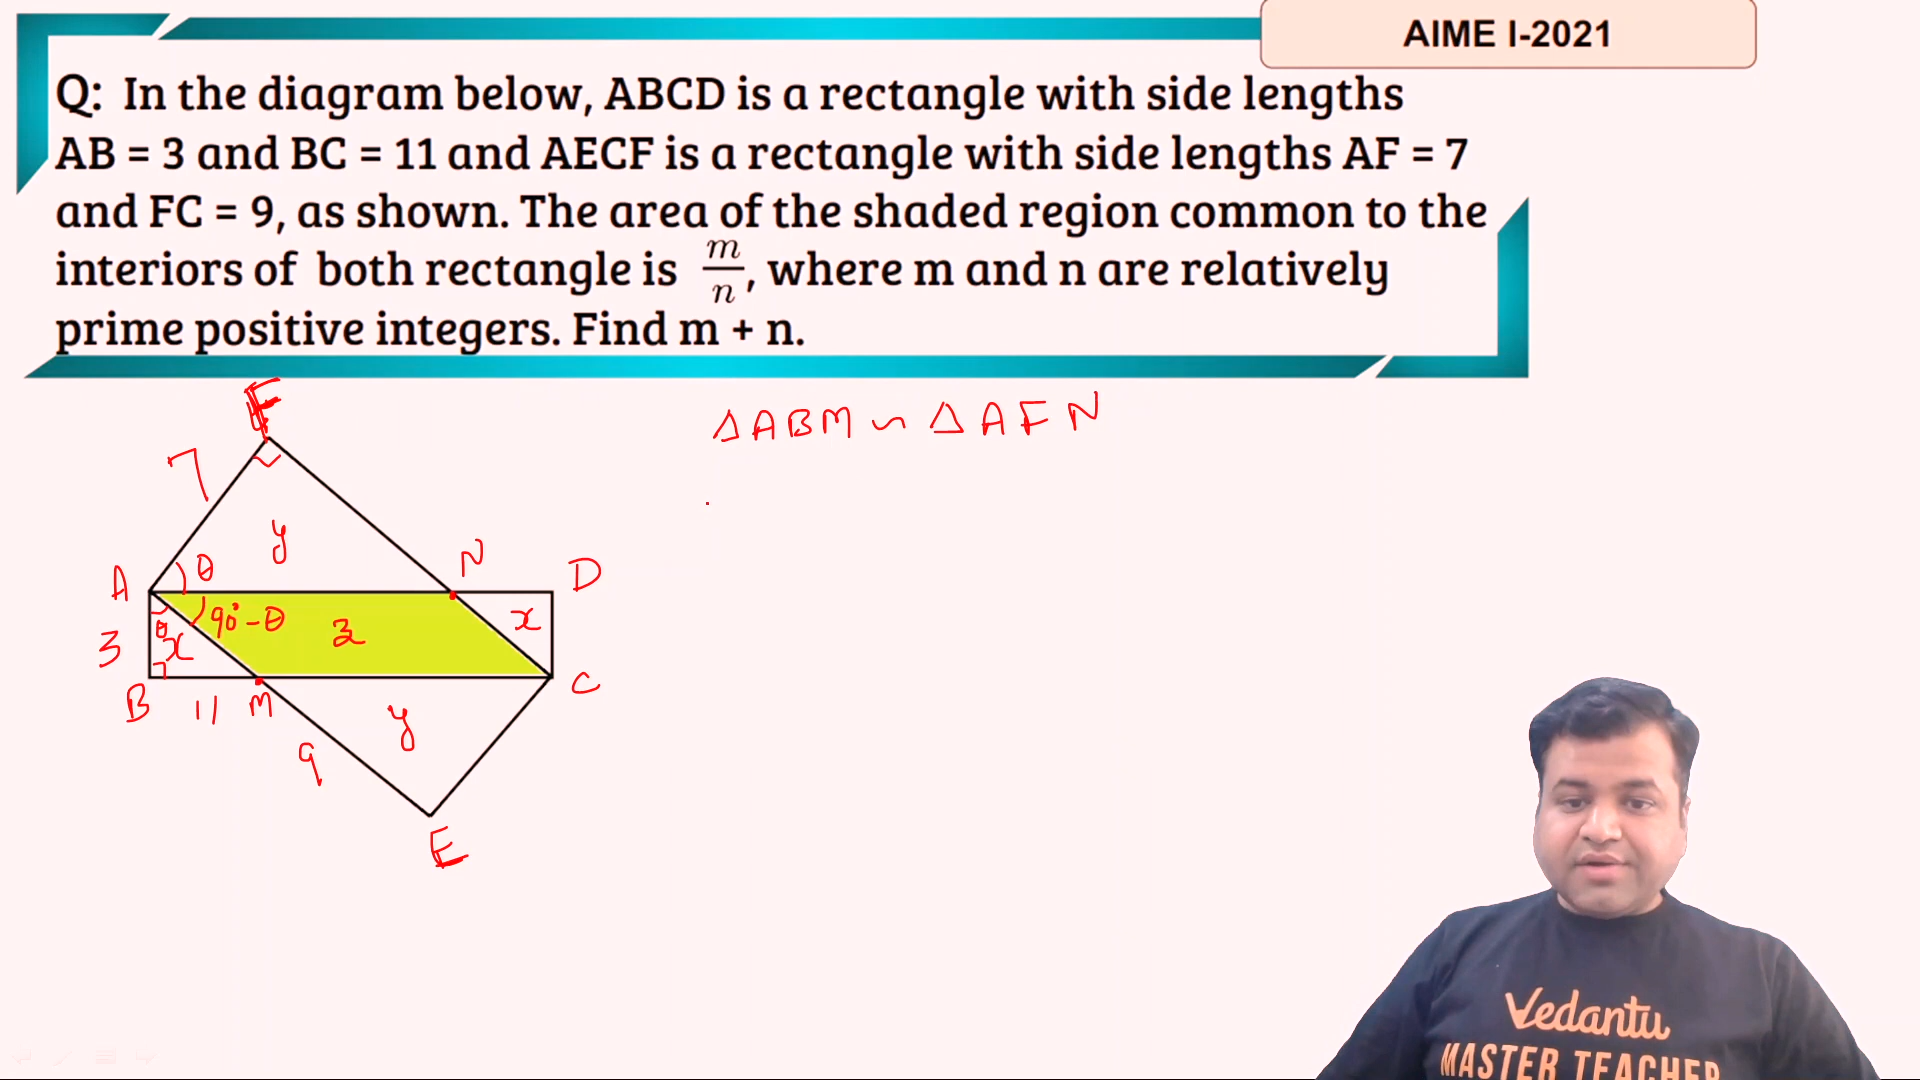 AIME I-2021
Q: In the diagram below, ABCD is a rectangle with side lengths
AB = 3 and BC = 11 and AECF is a rectangle with side lengths AF = 7
and FC = 9, as shown. The area of the shaded region common to the
interiors of both rectangle is m/n, where m and n are relatively
prime positive integers. Find m + n.
F
△ABM ~ △AFN
7
y
A θ N D
90°-θ z x
3 θ x
B 11 M C
y
9
E
Vedantu
MASTER TEACHER